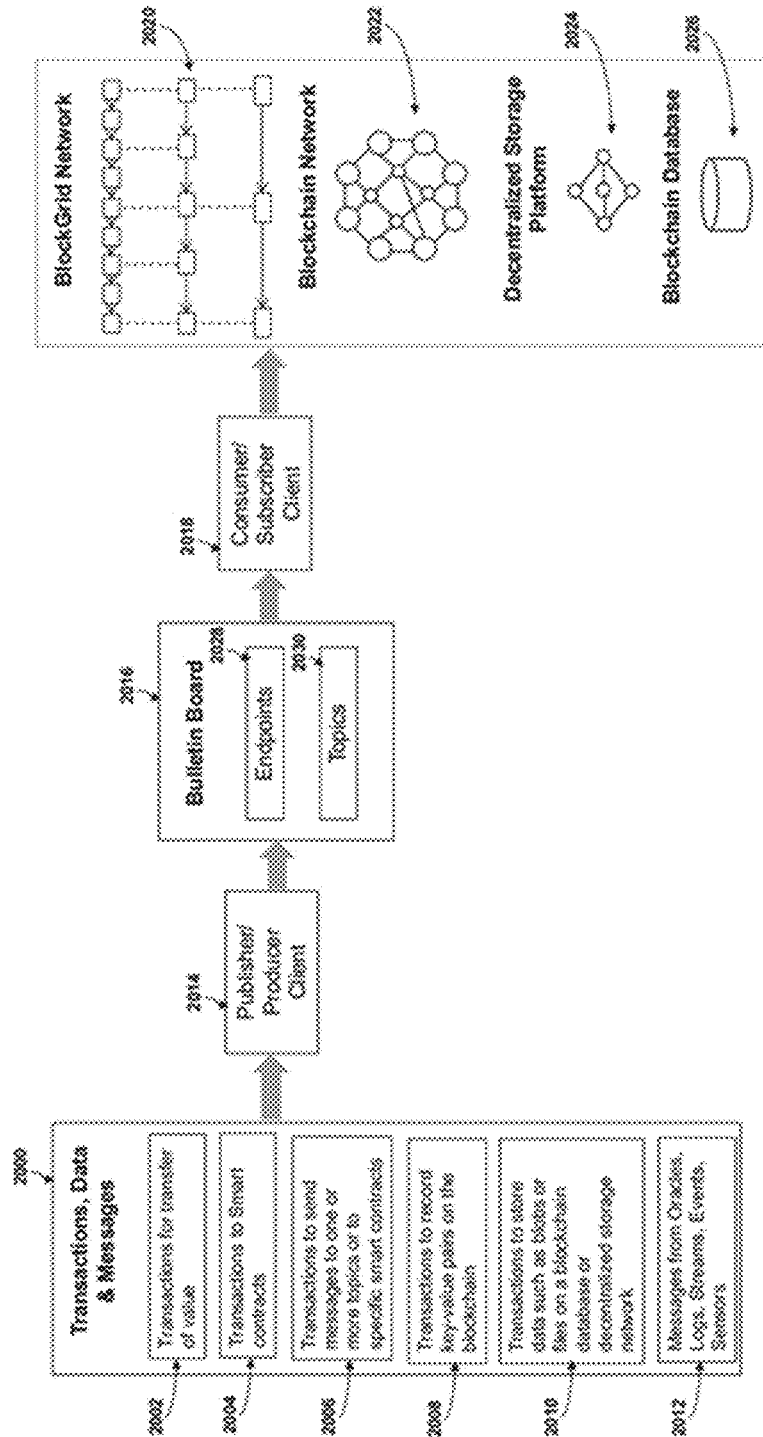 2000
Transactions, Data
& Messages
2002
Transactions for transfer
of value
2004
Transactions to Smart
contracts
2006
Transactions to send
messages to one or
more topics or to
specific smart contracts
2008
Transactions to record
key-value pairs on the
blockchain
2010
Transactions to store
data such as blobs or
files on a blockchain
database or
decentralized storage
network
2012
Messages from Oracles,
Logs, Streams, Events,
Sensors
2014
Publisher/
Producer
Client
2016
Bulletin Board
2028
Endpoints
2030
Topics
2018
Consumer/
Subscriber
Client
BlockGrid Network
2020
Blockchain Network
2022
Decentralized Storage
Platform
2024
Blockchain Database
2026